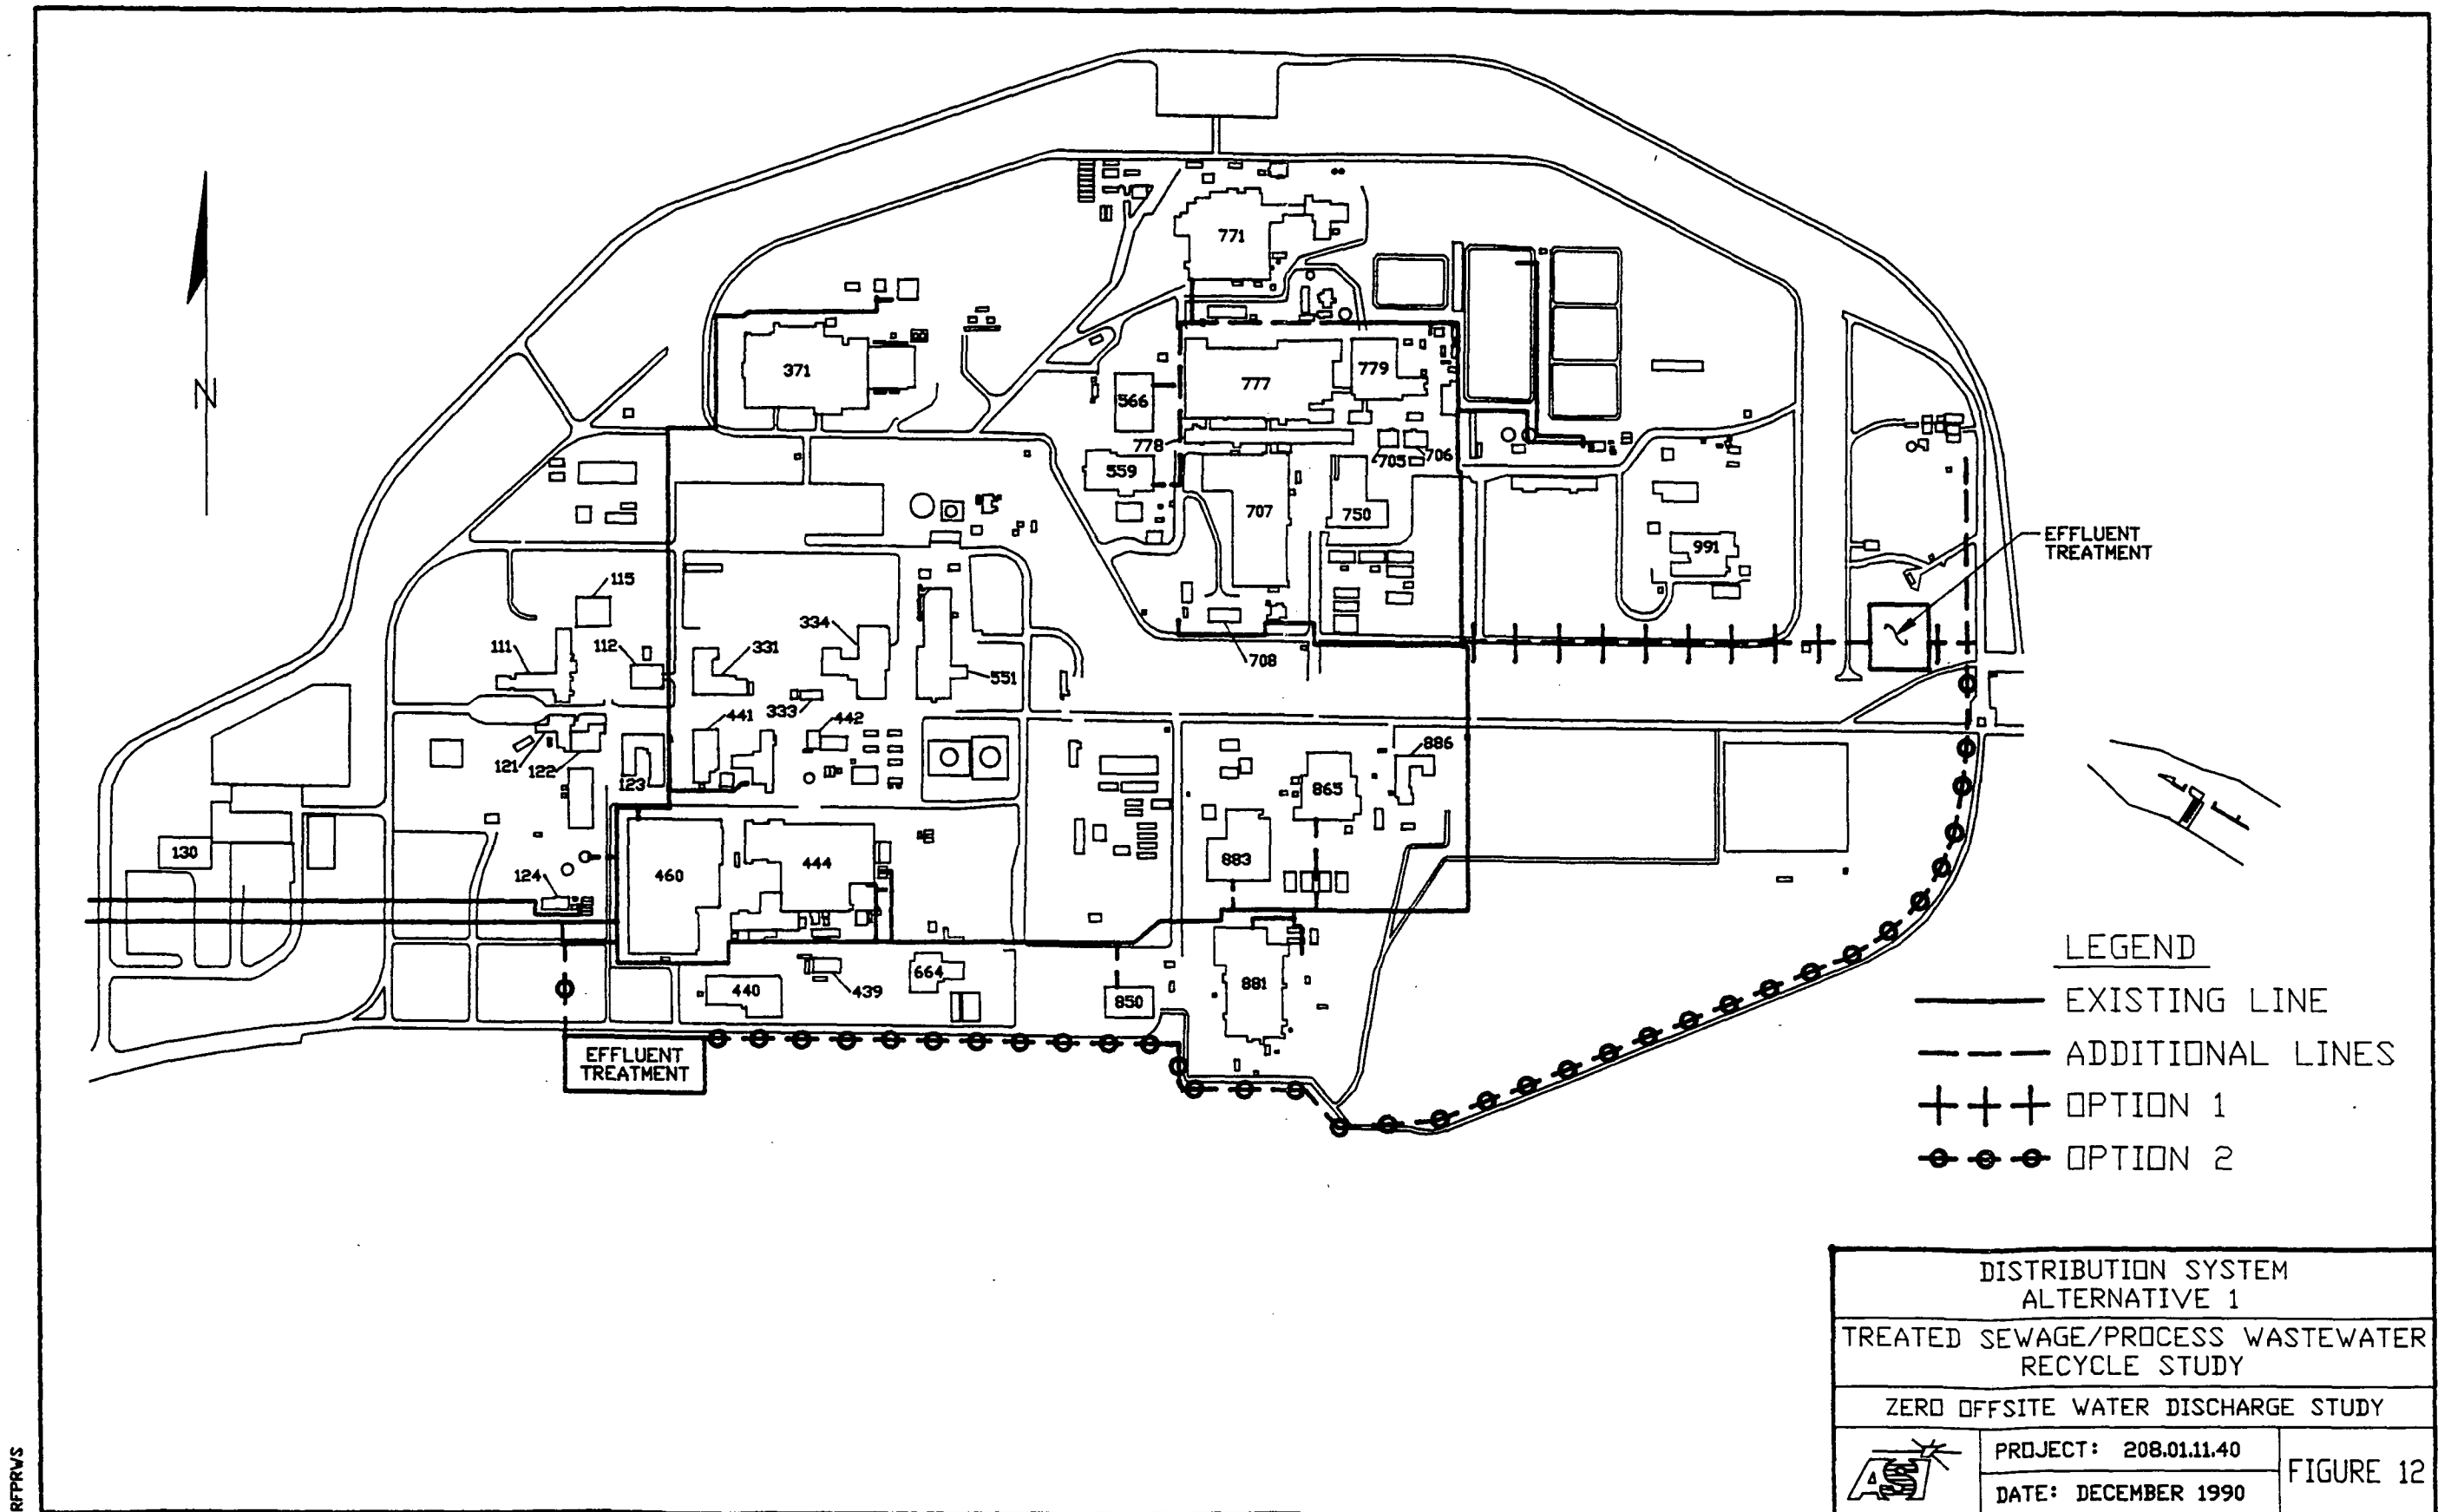 N
771
371
777
779
566
778
559
705
706
707
750
991
EFFLUENT
TREATMENT
115
334
111
112
331
708
551
333
441
442
121
122
123
886
865
130
460
444
883
124
664
440
439
850
881
EFFLUENT
TREATMENT
LEGEND
EXISTING LINE
ADDITIONAL LINES
OPTION 1
OPTION 2
DISTRIBUTION SYSTEM
ALTERNATIVE 1
TREATED SEWAGE/PROCESS WASTEWATER
RECYCLE STUDY
ZERO OFFSITE WATER DISCHARGE STUDY
ASI
PROJECT: 208.01.11.40
DATE: DECEMBER 1990
FIGURE 12
RFPRWS